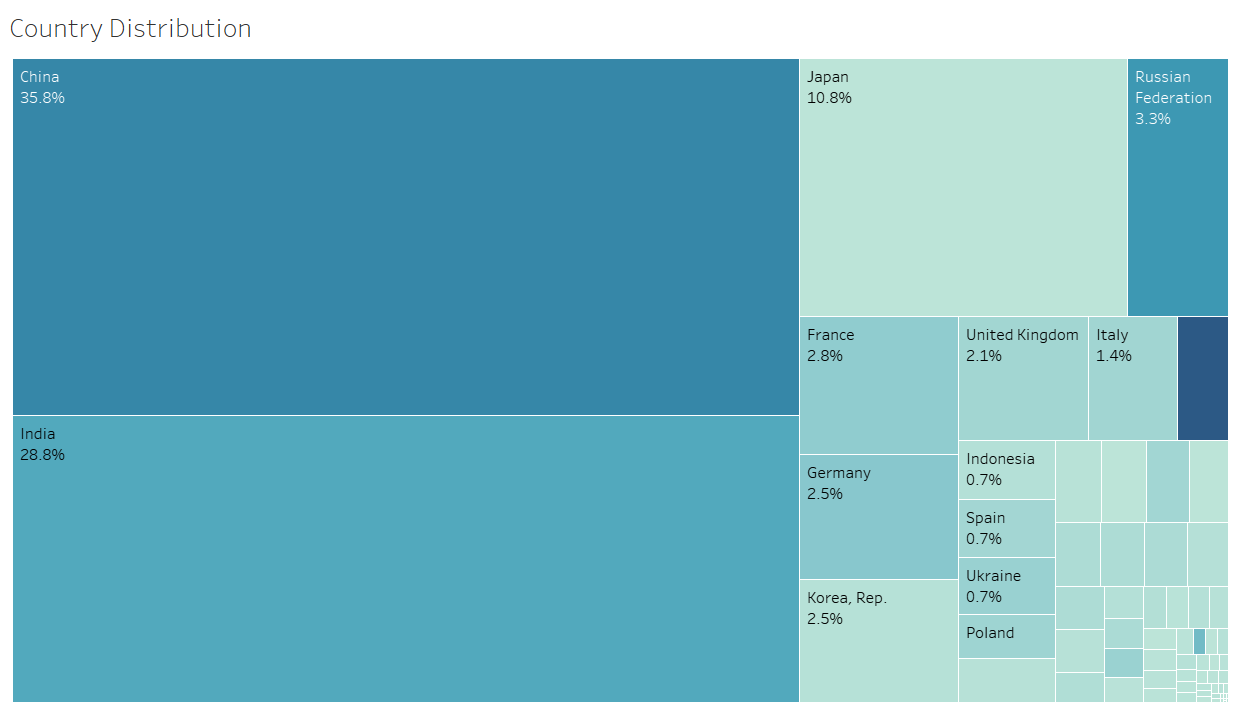 Country Distribution
China
35.8%
India
28.8%
Japan
10.8%
Russian
Federation
3.3%
France
2.8%
Germany
2.5%
Korea, Rep.
2.5%
United Kingdom
2.1%
Italy
1.4%
Indonesia
0.7%
Spain
0.7%
Ukraine
0.7%
Poland